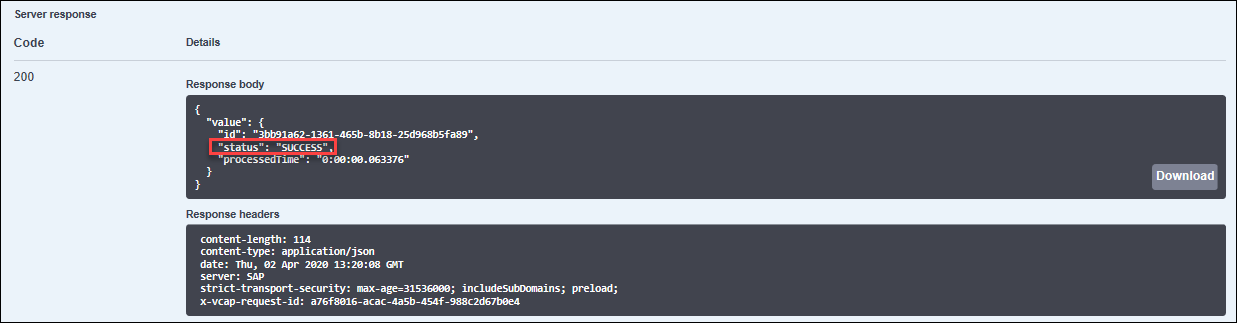 Server response
Code Details
200
Response body
{
"value": {
"id": "3bb91a62-1361-465b-8b18-25d968b5fa89",
"status": "SUCCESS",
"processedTime": "0:00:00.063376"
}
}
Download
Response headers
content-length: 114
content-type: application/json
date: Thu, 02 Apr 2020 13:20:08 GMT
server: SAP
strict-transport-security: max-age=31536000; includeSubDomains; preload;
x-vcap-request-id: a76f8016-acac-4a5b-454f-988c2d67b0e4